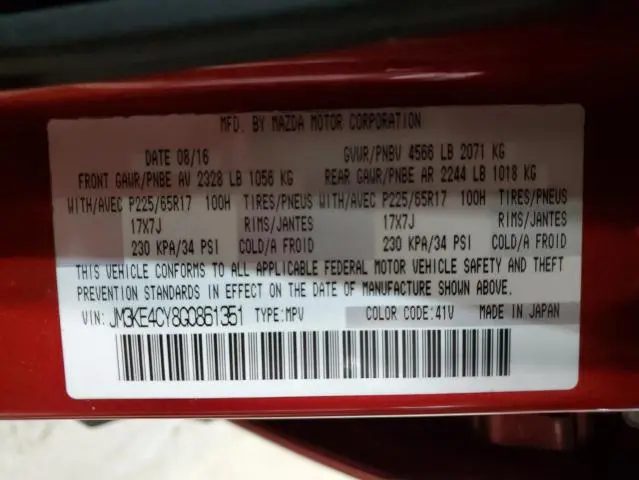 MFD. BY MAZDA MOTOR CORPORATION
DATE 08/16 GVWR/PNBV 4566 LB 2071 KG
FRONT GAWR/PNBE AV 2328 LB 1056 KG REAR GAWR/PNBE AR 2244 LB 1018 KG
WITH/AVEC P225/65R17 100H TIRES/PNEUS WITH/AVEC P225/65R17 100H TIRES/PNEUS
17X7J RIMS/JANTES 17X7J RIMS/JANTES
230 KPA/34 PSI COLD/A FROID 230 KPA/34 PSI COLD/A FROID
THIS VEHICLE CONFORMS TO ALL APPLICABLE FEDERAL MOTOR VEHICLE SAFETY AND THEFT
PREVENTION STANDARDS IN EFFECT ON THE DATE OF MANUFACTURE SHOWN ABOVE.
VIN: JM3KE4CY8G0861351 TYPE:MPV COLOR CODE:41V MADE IN JAPAN